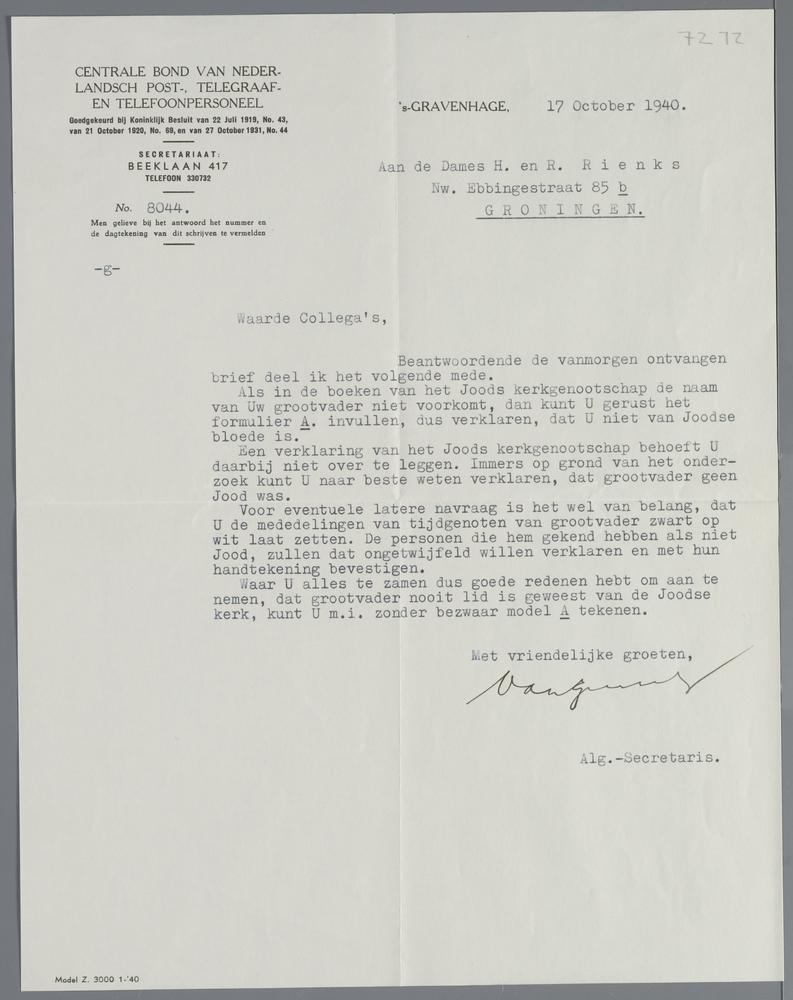 7272
CENTRALE BOND VAN NEDER-
LANDSCH POST-, TELEGRAAF-
EN TELEFOONPERSONEEL
Goedgekeurd bij Koninklijk Besluit van 22 Juli 1919, No. 43,
van 21 October 1920, No. 69, en van 27 October 1931, No. 44
SECRETARIAAT:
BEEKLAAN 417
TELEFOON 330732
No. 8044.
Men gelieve bij het antwoord het nummer en
de dagtekening van dit schrijven te vermelden
-g-
's-GRAVENHAGE, 17 October 1940.
Aan de Dames H. en R. Rienks
Nw. Ebbingestraat 85 b
GRONINGEN.
Waarde Collega's,
Beantwoordende de vanmorgen ontvangen
brief deel ik het volgende mede.
Als in de boeken van het Joods kerkgenootschap de naam
van Uw grootvader niet voorkomt, dan kunt U gerust het
formulier A. invullen, dus verklaren, dat U niet van Joodse
bloede is.
Een verklaring van het Joods kerkgenootschap behoeft U
daarbij niet over te leggen. Immers op grond van het onder-
zoek kunt U naar beste weten verklaren, dat grootvader geen
Jood was.
Voor eventuele latere navraag is het wel van belang, dat
U de mededelingen van tijdgenoten van grootvader zwart op
wit laat zetten. De personen die hem gekend hebben als niet
Jood, zullen dat ongetwijfeld willen verklaren en met hun
handtekening bevestigen.
Waar U alles te zamen dus goede redenen hebt om aan te
nemen, dat grootvader nooit lid is geweest van de Joodse
kerk, kunt U m.i. zonder bezwaar model A tekenen.
Met vriendelijke groeten,
Alg.-Secretaris.
Model Z. 3000 1-'40